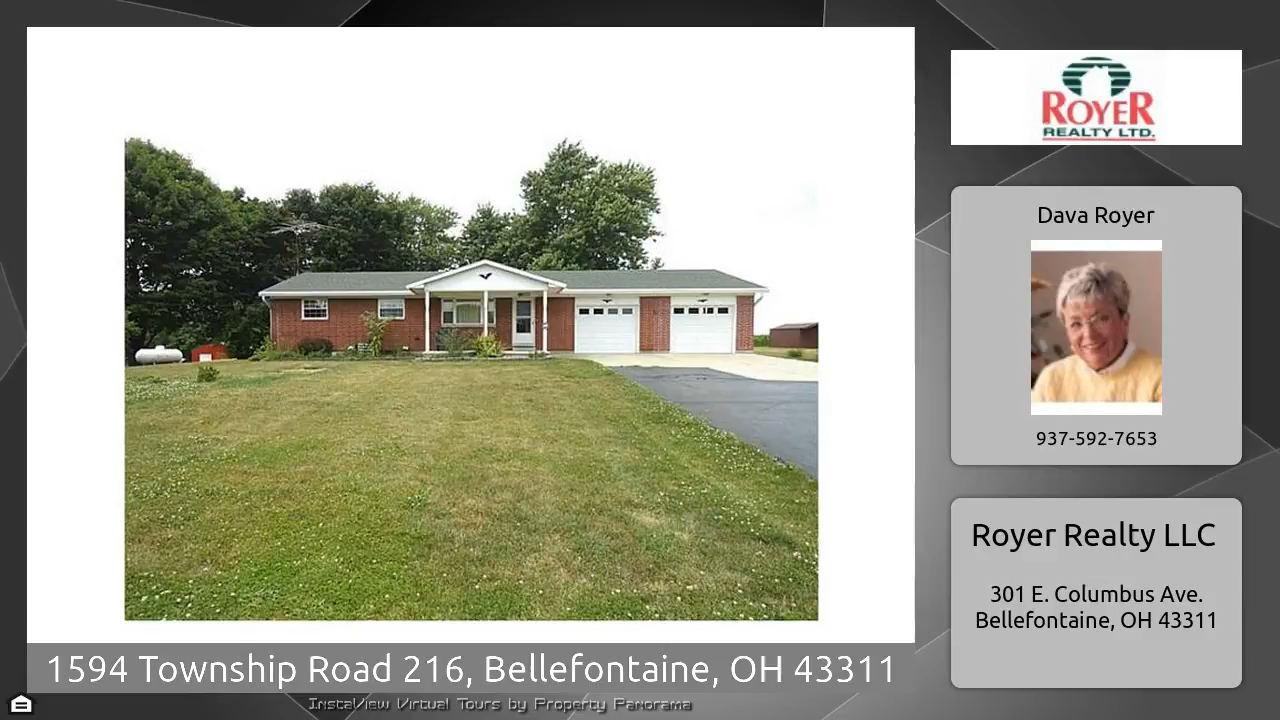 ROYER
REALTY LTD.
Dava Royer
937-592-7653
Royer Realty LLC
301 E. Columbus Ave.
Bellefontaine, OH 43311
1594 Township Road 216, Bellefontaine, OH 43311
InstaView Virtual Tours by Property Panorama